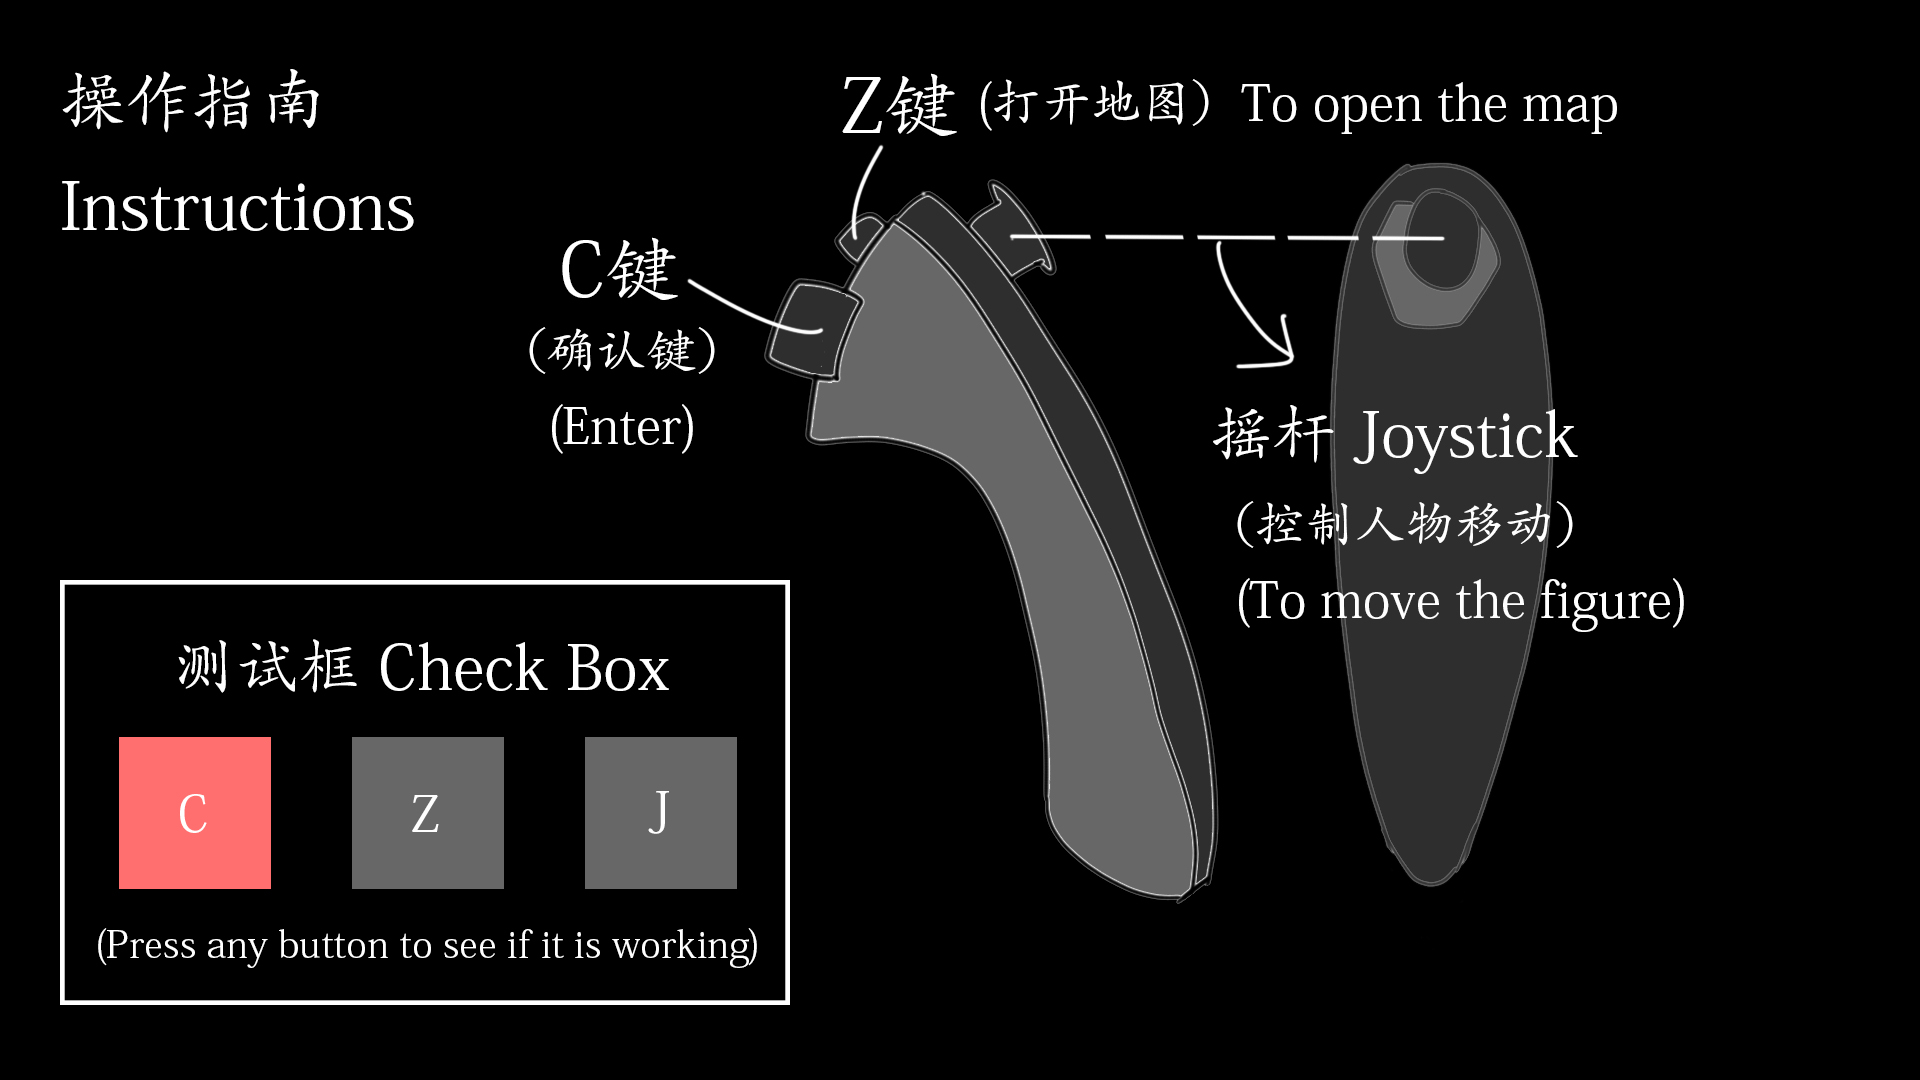 操作指南
Instructions
Z键 (打开地图) To open the map
C键
(确认键)
(Enter)
摇杆 Joystick
(控制人物移动)
(To move the figure)
测试框 Check Box
C
Z
J
(Press any button to see if it is working)